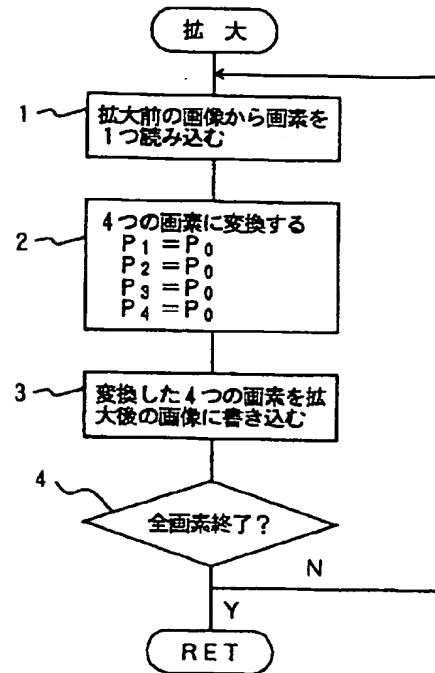 拡 大
1
拡大前の画像から画素を
1つ読み込む
2
4つの画素に変換する
P1 =P0
P2 =P0
P3 =P0
P4 =P0
3
変換した4つの画素を拡
大後の画像に書き込む
4
全画素終了?
N
Y
RET